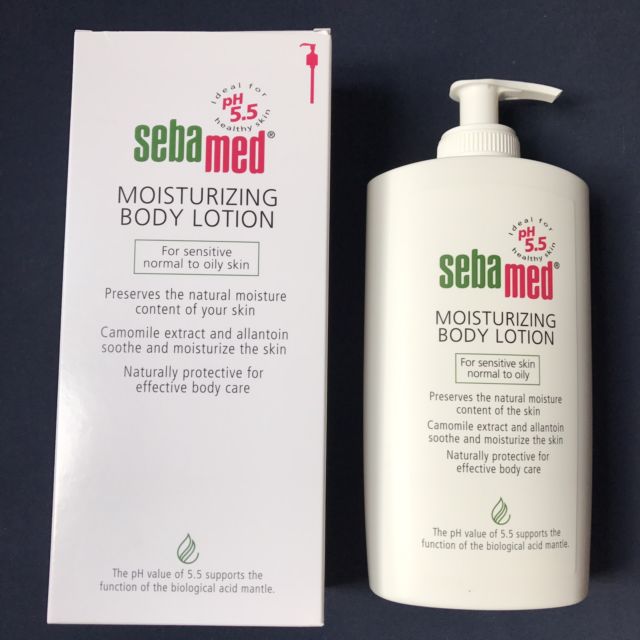 Ideal for
pH
5.5
healthy skin
sebamed®
MOISTURIZING
BODY LOTION
For sensitive
normal to oily skin
Preserves the natural moisture
content of your skin
Camomile extract and allantoin
soothe and moisturize the skin
Naturally protective for
effective body care
The pH value of 5.5 supports the
function of the biological acid mantle.
Ideal for
pH
5.5
healthy skin
sebamed®
MOISTURIZING
BODY LOTION
For sensitive skin
normal to oily
Preserves the natural moisture
content of the skin
Camomile extract and allantoin
soothe and moisturize the skin
Naturally protective for
effective body care
The pH value of 5.5 supports the
function of the biological acid mantle.